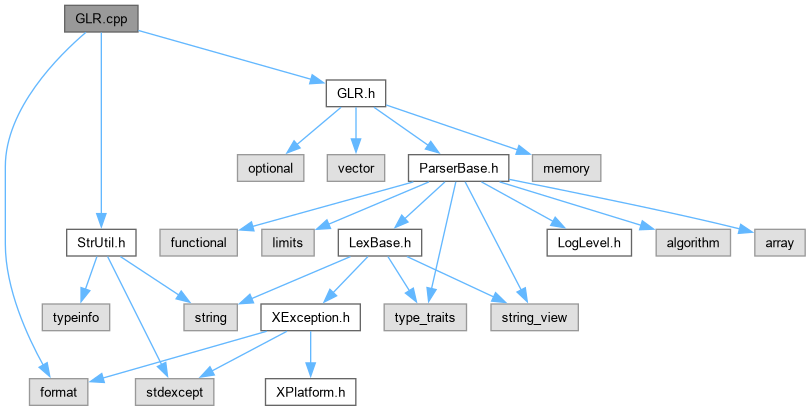 GLR.cpp
GLR.h
optional
vector
ParserBase.h
memory
StrUtil.h
functional
limits
LexBase.h
LogLevel.h
algorithm
array
typeinfo
string
XException.h
type_traits
string_view
format
stdexcept
XPlatform.h